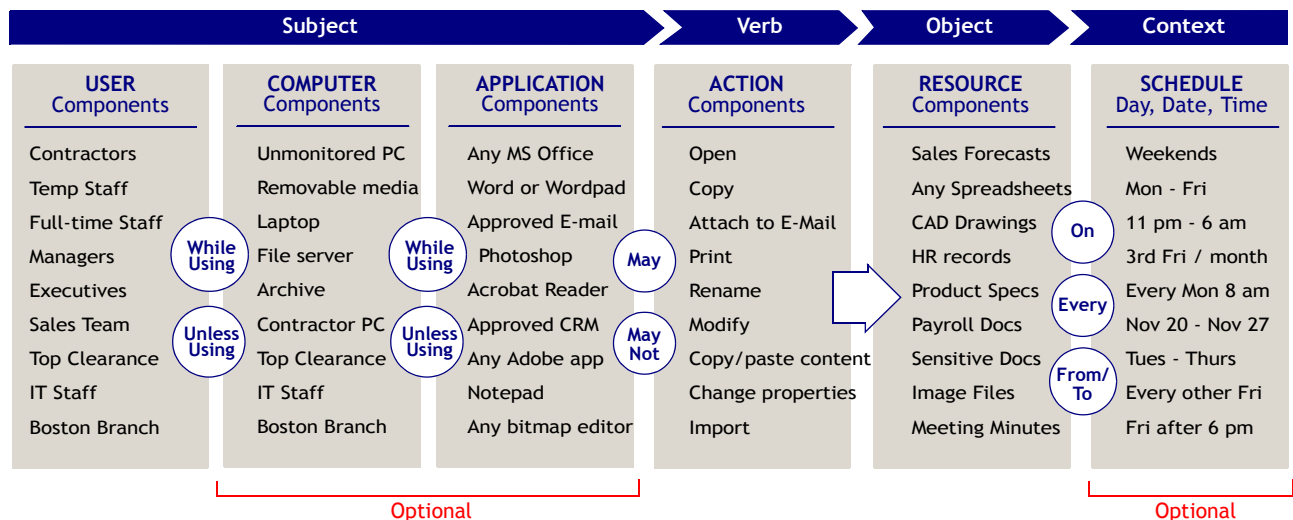 Subject
Verb
Object
Context
USER
Components
Contractors
Temp Staff
Full-time Staff
Managers
Executives
Sales Team
Top Clearance
IT Staff
Boston Branch
While
Using
Unless
Using
COMPUTER
Components
Unmonitored PC
Removable media
Laptop
File server
Archive
Contractor PC
Top Clearance
IT Staff
Boston Branch
While
Using
Unless
Using
APPLICATION
Components
Any MS Office
Word or Wordpad
Approved E-mail
Photoshop
Acrobat Reader
Approved CRM
Any Adobe app
Notepad
Any bitmap editor
May
May
Not
ACTION
Components
Open
Copy
Attach to E-Mail
Print
Rename
Modify
Copy/paste content
Change properties
Import
RESOURCE
Components
Sales Forecasts
Any Spreadsheets
CAD Drawings
HR records
Product Specs
Payroll Docs
Sensitive Docs
Image Files
Meeting Minutes
On
Every
From/
To
SCHEDULE
Day, Date, Time
Weekends
Mon - Fri
11 pm - 6 am
3rd Fri / month
Every Mon 8 am
Nov 20 - Nov 27
Tues - Thurs
Every other Fri
Fri after 6 pm
Optional
Optional